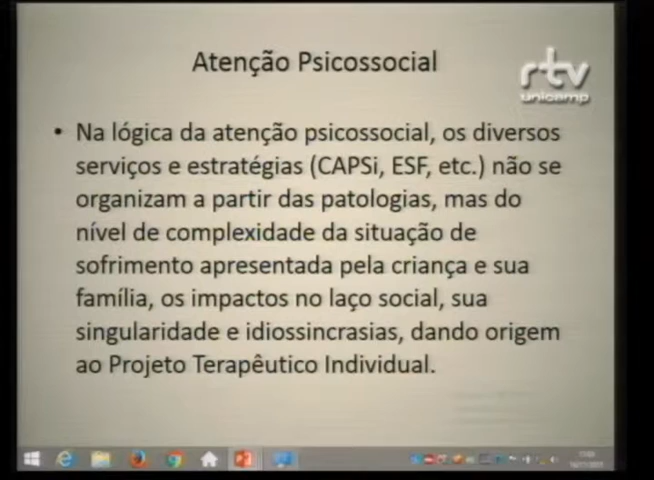 Atenção Psicossocial
rtv
unicamp
• Na lógica da atenção psicossocial, os diversos
serviços e estratégias (CAPSi, ESF, etc.) não se
organizam a partir das patologias, mas do
nível de complexidade da situação de
sofrimento apresentada pela criança e sua
família, os impactos no laço social, sua
singularidade e idiossincrasias, dando origem
ao Projeto Terapêutico Individual.